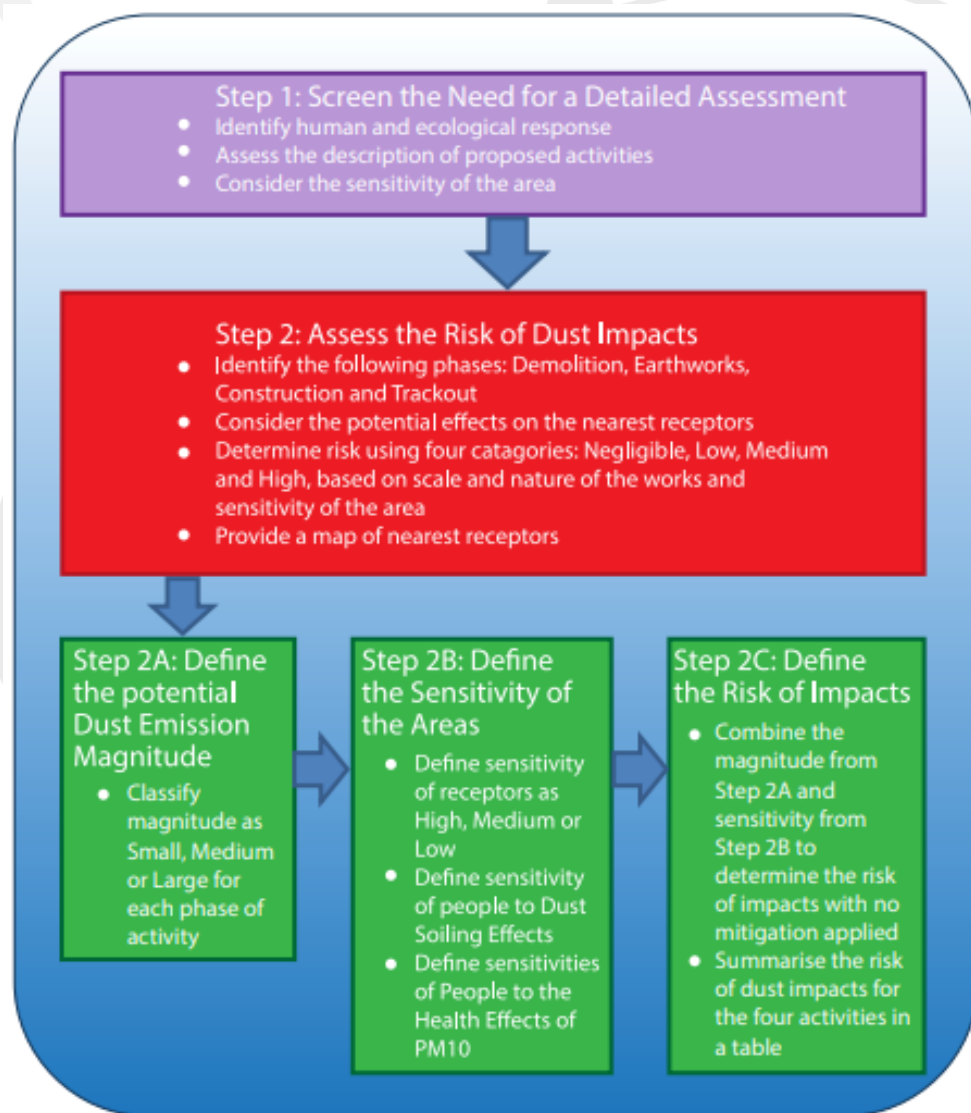 Step 1: Screen the Need for a Detailed Assessment
• Identify human and ecological response
• Assess the description of proposed activities
• Consider the sensitivity of the area
Step 2: Assess the Risk of Dust Impacts
• Identify the following phases: Demolition, Earthworks,
Construction and Trackout
• Consider the potential effects on the nearest receptors
• Determine risk using four catagories: Negligible, Low, Medium
and High, based on scale and nature of the works and
sensitivity of the area
• Provide a map of nearest receptors
Step 2A: Define
the potential
Dust Emission
Magnitude
• Classify
magnitude as
Small, Medium
or Large for
each phase of
activity
Step 2B: Define
the Sensitivity of
the Areas
• Define sensitivity
of receptors as
High, Medium or
Low
• Define sensitivity
of people to Dust
Soiling Effects
• Define sensitivities
of People to the
Health Effects of
PM10
Step 2C: Define
the Risk of Impacts
• Combine the
magnitude from
Step 2A and
sensitivity from
Step 2B to
determine the risk
of impacts with no
mitigation applied
• Summarise the risk
of dust impacts for
the four activities in
a table